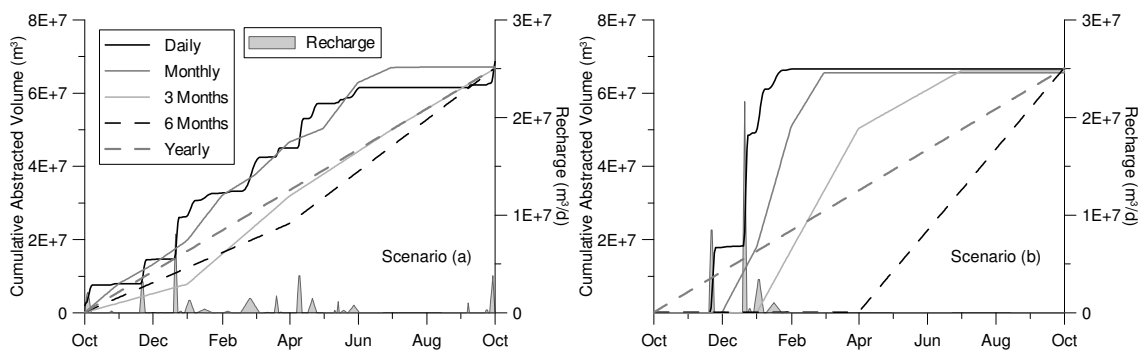 8E+7
6E+7
4E+7
2E+7
0
Cumulative Abstracted Volume (m³)
Daily
Monthly
3 Months
6 Months
Yearly
Recharge
Scenario (a)
3E+7
2E+7
1E+7
0
Recharge (m³/d)
Oct Dec Feb Apr Jun Aug Oct
8E+7
6E+7
4E+7
2E+7
0
Cumulative Abstracted Volume (m³)
Scenario (b)
3E+7
2E+7
1E+7
0
Recharge (m³/d)
Oct Dec Feb Apr Jun Aug Oct